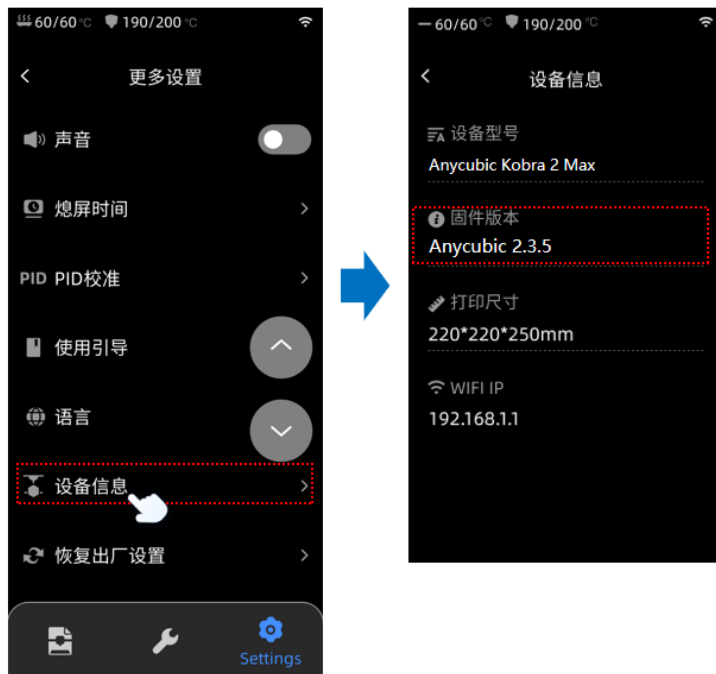 60/60°C 190/200°C
更多设置
声音
熄屏时间
PID PID校准
使用引导
语言
设备信息
恢复出厂设置
Settings
60/60°C 190/200°C
设备信息
设备型号
Anycubic Kobra 2 Max
固件版本
Anycubic 2.3.5
打印尺寸
220*220*250mm
WIFI IP
192.168.1.1